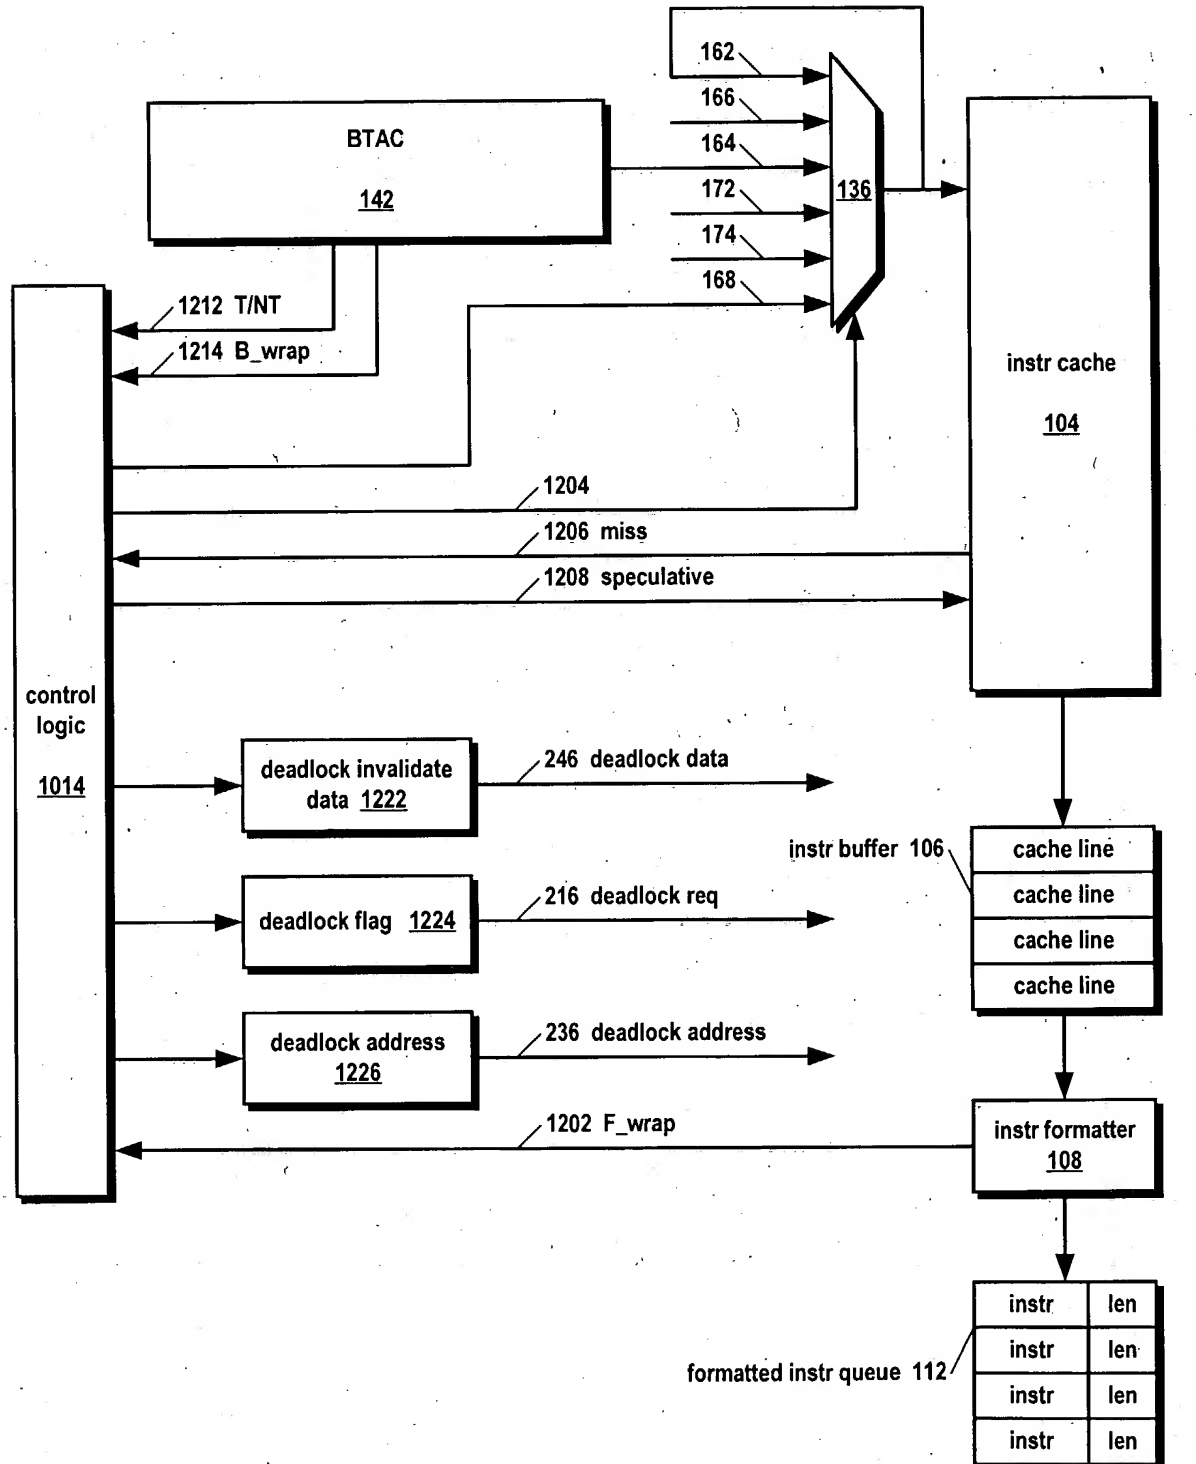 162
166
BTAC
164
142
172
136
174
168
1212 T/NT
1214 B_wrap
instr cache
104
1204
1206 miss
1208 speculative
control
logic
1014
deadlock invalidate
data 1222
246 deadlock data
instr buffer 106
cache line
cache line
cache line
cache line
deadlock flag 1224
216 deadlock req
deadlock address
1226
236 deadlock address
1202 F_wrap
instr formatter
108
instr len
instr len
instr len
instr len
formatted instr queue 112